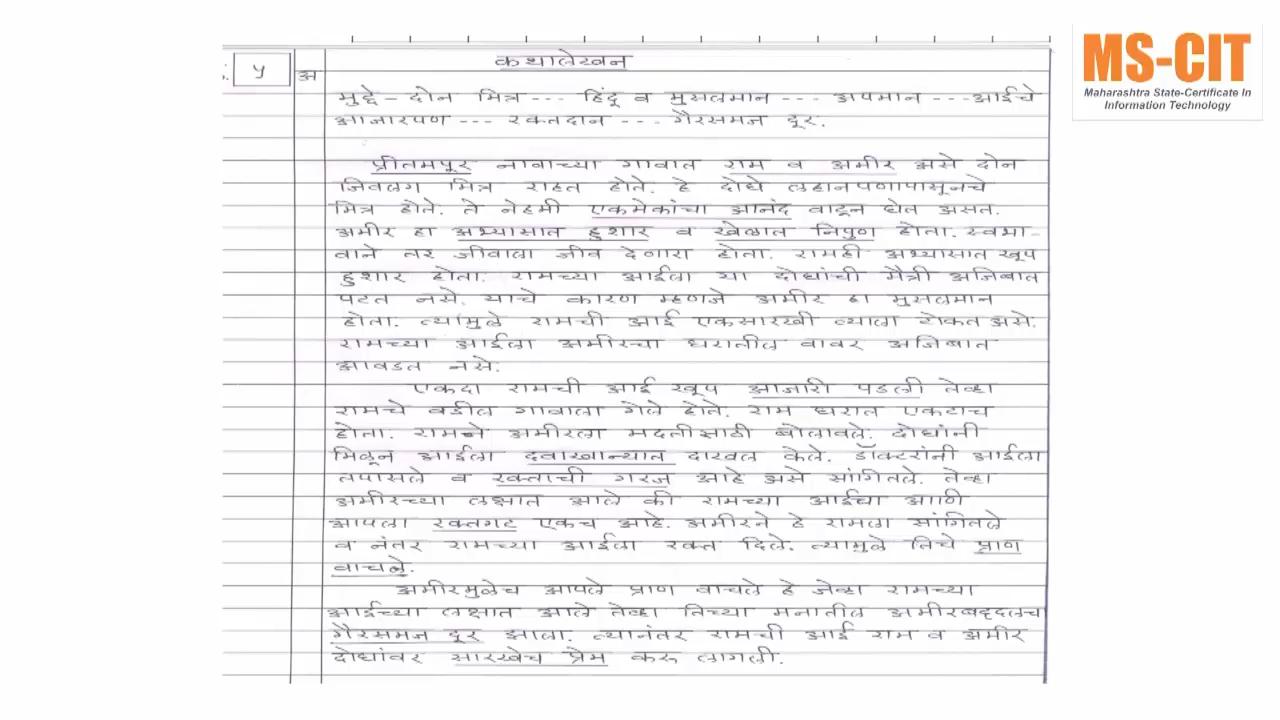 कथालेखन
MS-CIT
Maharashtra State-Certificate In
Information Technology
५ अ
मुद्दे – दोन मित्र --- हिंदू व मुसलमान --- अपमान --- आईचे
आजारपण --- रक्तदान --- गैरसमज दूर.
प्रीतमपूर नावाच्या गावात राम व अमीर असे दोन
जिवलग मित्र राहत होते. हे दोघे लहानपणापासूनचे
मित्र होते. ते नेहमी एकमेकांचा आनंद वाटून घेत असत.
अमीर हा अभ्यासात हुशार व खेळात निपुण होता. स्वभा-
वाने तर जीवाला जीव देणारा होता. रामही अभ्यासात खूप
हुशार होता. रामच्या आईला या दोघांची मैत्री अजिबात
पटत नसे. याचे कारण म्हणजे अमीर हा मुसलमान
होता. त्यामुळे रामची आई एकसारखी त्याला टोकत असे.
रामच्या आईला अमीरचा घरातील वावर अजिबात
आवडत नसे.
एकदा रामची आई खूप आजारी पडली तेव्हा
रामचे वडील गावाला गेले होते. राम घरात एकटाच
होता. रामने अमीरला मदतीसाठी बोलावले. दोघांनी
मिळून आईला दवाखान्यात दाखल केले. डॉक्टरांनी आईला
तपासले व रक्ताची गरज आहे असे सांगितले. तेव्हा
अमीरच्या लक्षात आले की रामच्या आईचा आणि
आपला रक्तगट एकच आहे. अमीरने हे रामला सांगितले
व नंतर रामच्या आईला रक्त दिले. त्यामुळे तिचे प्राण
वाचले.
अमीरमुळेच आपले प्राण वाचले हे जेव्हा रामच्या
आईच्या लक्षात आले तेव्हा तिच्या मनातील अमीरबद्दलचा
गैरसमज दूर झाला. त्यानंतर रामची आई राम व अमीर
दोघांवर सारखेच प्रेम करू लागली.